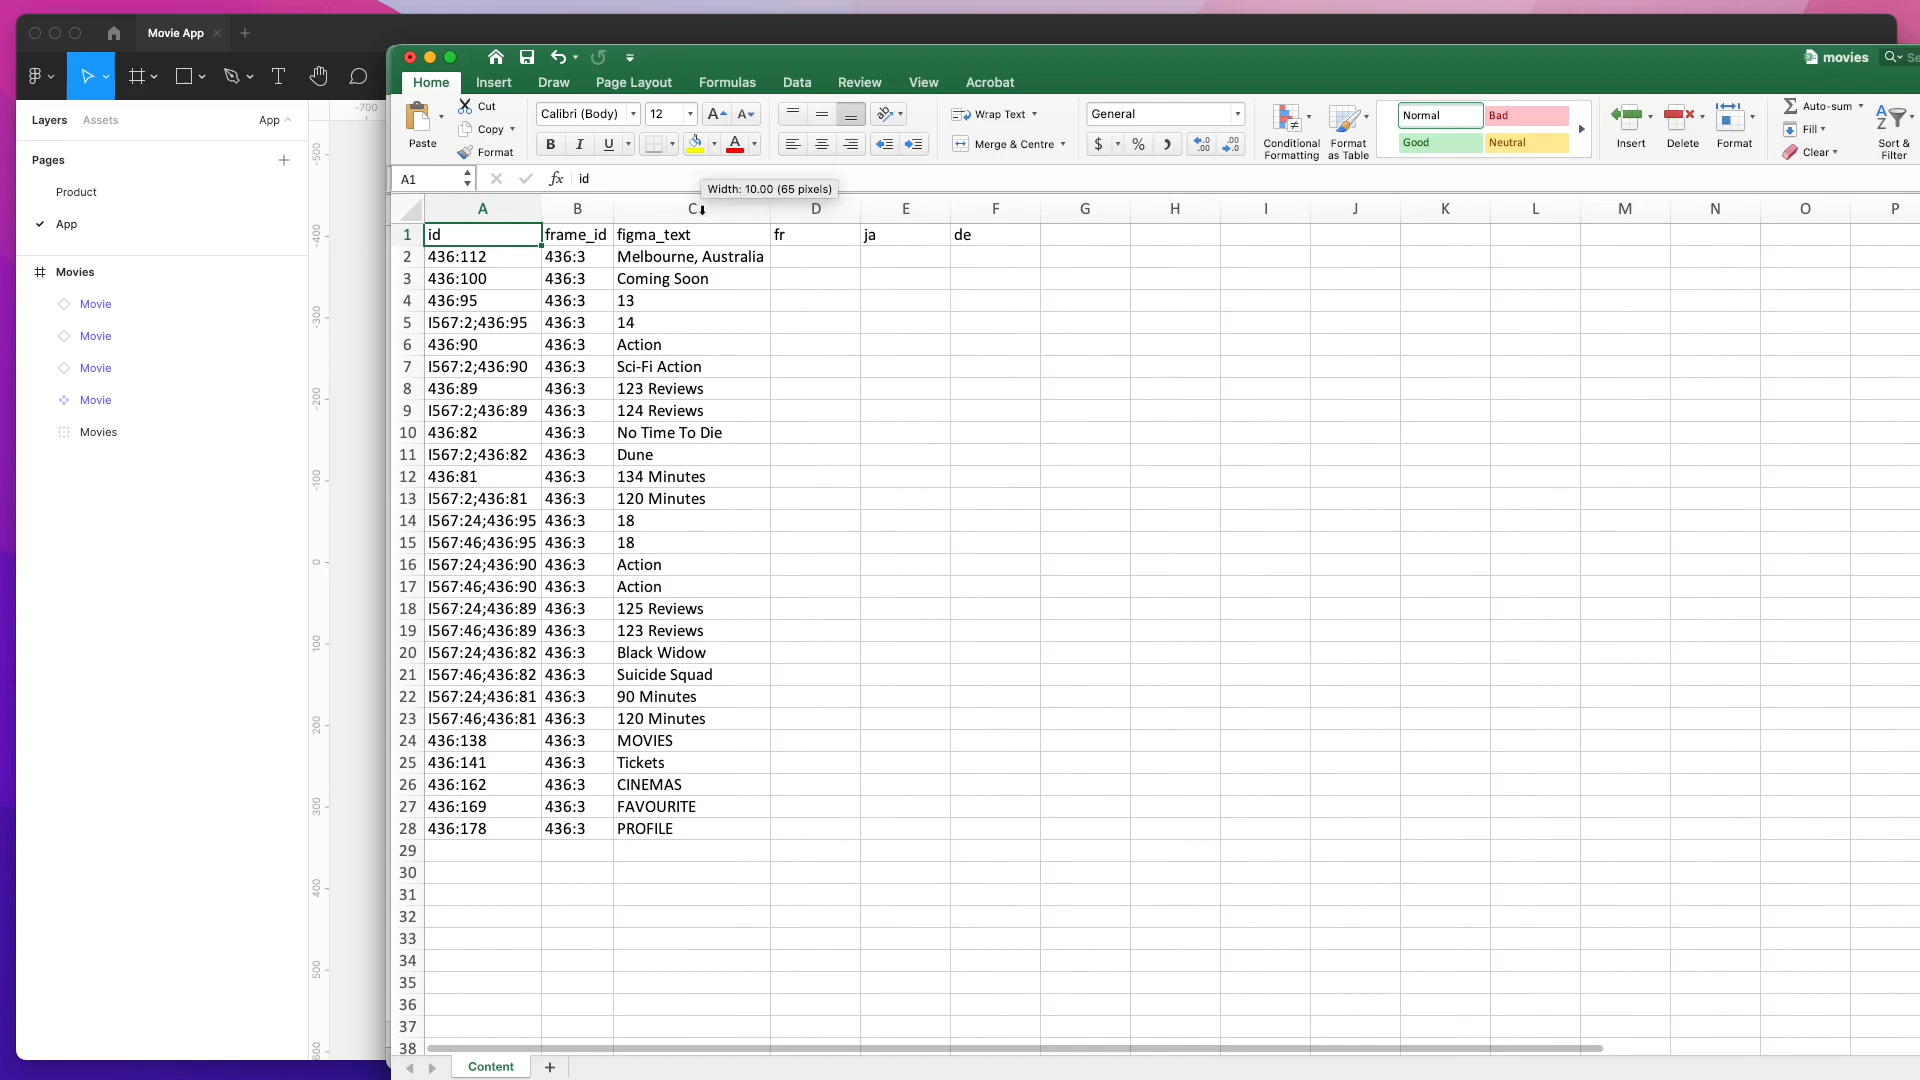 Movie App
Layers Assets App
Pages
Product
App
Movies
Movie
Movie
Movie
Movie
Movies
-700
-500
-400
-300
-200
-100
0
100
200
300
400
500
600
movies
Home Insert Draw Page Layout Formulas Data Review View Acrobat
Paste
Cut
Copy
Format
Calibri (Body) 12
B I U
Wrap Text
Merge & Centre
General
Conditional Formatting
Format as Table
Normal Bad
Good Neutral
Insert Delete Format
Auto-sum
Fill
Clear
Sort & Filter
A1 fx id
Width: 10.00 (65 pixels)
A B C D E F G H I J K L M N O P
1 id frame_id figma_text fr ja de
2 436:112 436:3 Melbourne, Australia
3 436:100 436:3 Coming Soon
4 436:95 436:3 13
5 I567:2;436:95 436:3 14
6 436:90 436:3 Action
7 I567:2;436:90 436:3 Sci-Fi Action
8 436:89 436:3 123 Reviews
9 I567:2;436:89 436:3 124 Reviews
10 436:82 436:3 No Time To Die
11 I567:2;436:82 436:3 Dune
12 436:81 436:3 134 Minutes
13 I567:2;436:81 436:3 120 Minutes
14 I567:24;436:95 436:3 18
15 I567:46;436:95 436:3 18
16 I567:24;436:90 436:3 Action
17 I567:46;436:90 436:3 Action
18 I567:24;436:89 436:3 125 Reviews
19 I567:46;436:89 436:3 123 Reviews
20 I567:24;436:82 436:3 Black Widow
21 I567:46;436:82 436:3 Suicide Squad
22 I567:24;436:81 436:3 90 Minutes
23 I567:46;436:81 436:3 120 Minutes
24 436:138 436:3 MOVIES
25 436:141 436:3 Tickets
26 436:162 436:3 CINEMAS
27 436:169 436:3 FAVOURITE
28 436:178 436:3 PROFILE
29
30
31
32
33
34
35
36
37
38
Content